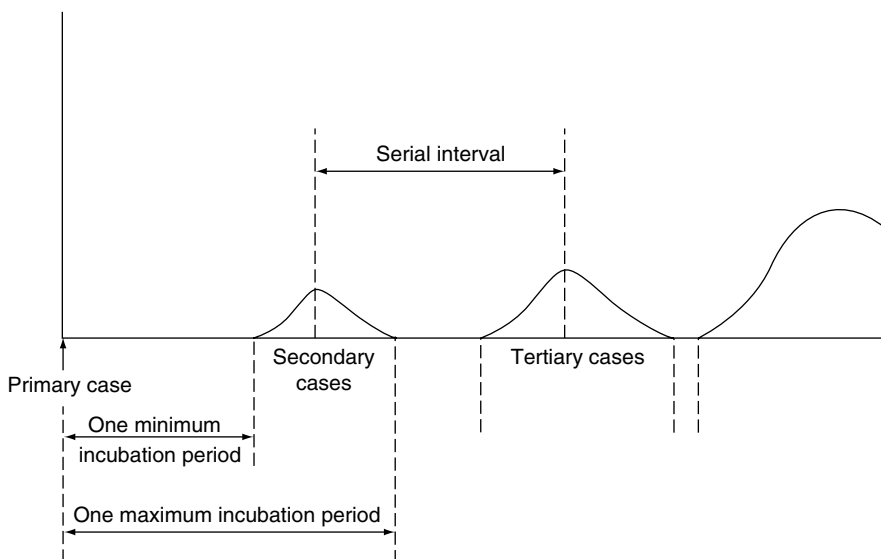 Serial interval
Secondary
cases
Tertiary cases
Primary case
One minimum
incubation period
One maximum incubation period